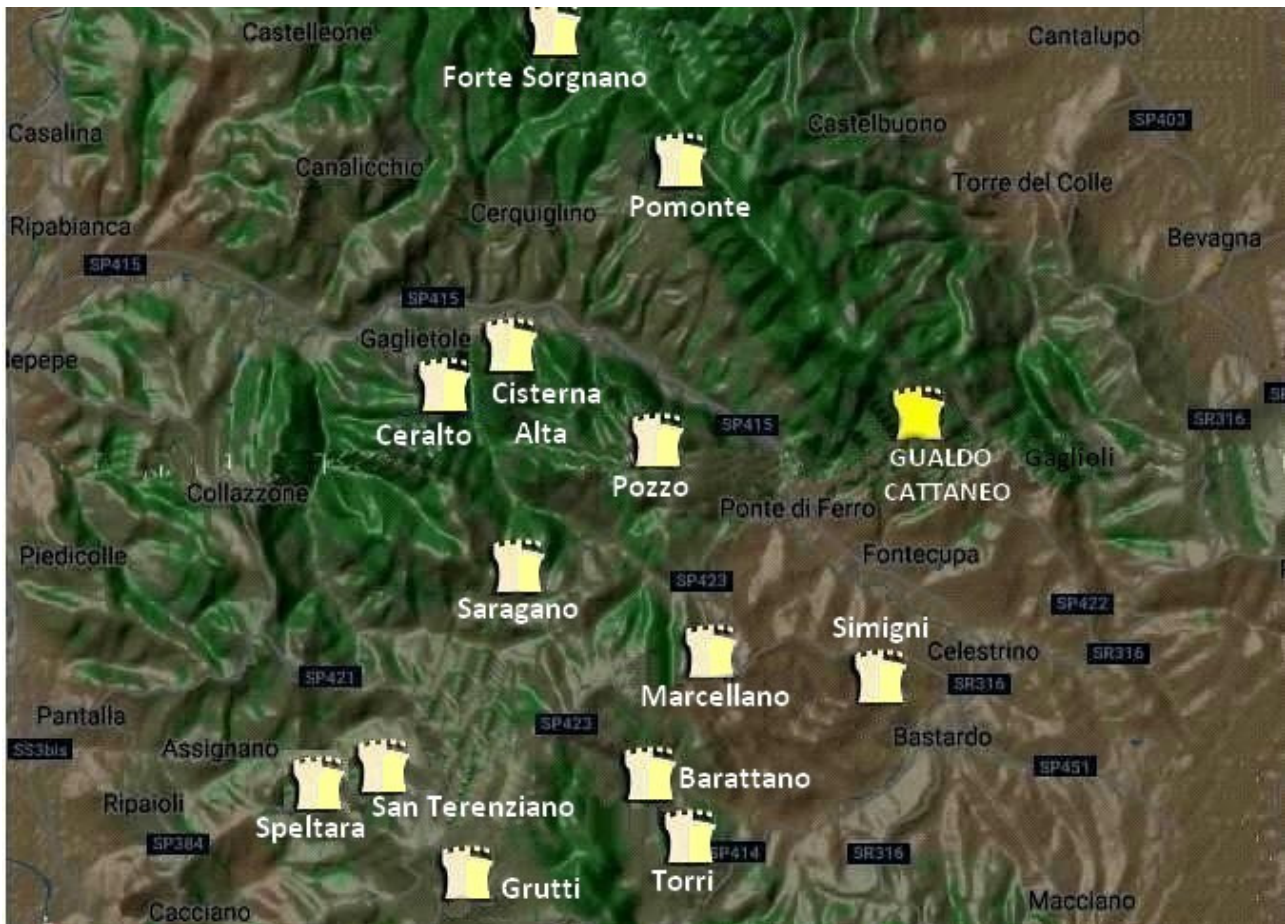 Castelleone
Cantalupo
Forte Sorgnano
SP403
Casalina
Castelbuono
Canalicchio
Torre del Colle
Pomonte
Cerquiglino
Ripabianca
Bevagna
SP415
SP415
Gaglietole
lepepe
Cisterna
Alta
Ceralto
SP415
SR316
GUALDO
CATTANEO
Gaglioli
Pozzo
Collazzone
Ponte di Ferro
Piedicolle
Fontecupa
SP423
Saragano
SP422
Simigni
Celestrino
SR316
SP421
Marcellano
SR316
Pantalla
SP423
Assignano
Bastardo
SS3bis
SP451
Barattano
San Terenziano
Ripaioli
Speltara
SP384
SP414
SR316
Torri
Grutti
Macciano
Cacciano